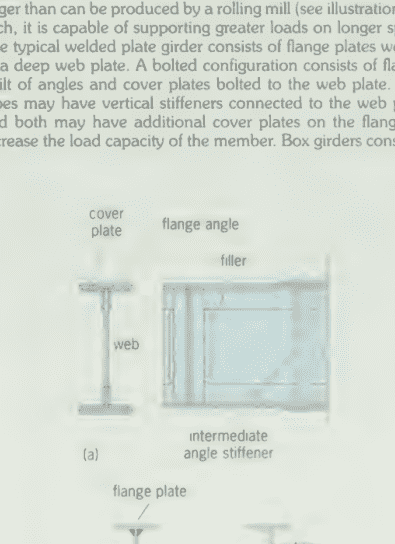 ger than can be produced by a rolling mill (see illustration
ch, it is capable of supporting greater loads on longer s
e typical welded plate girder consists of flange plates we
a deep web plate. A bolted configuration consists of fla
ilt of angles and cover plates bolted to the web plate.
pes may have vertical stiffeners connected to the web p
d both may have additional cover plates on the flang
crease the load capacity of the member. Box girders cons
cover
plate
flange angle
filler
web
intermediate
angle stiffener
(a)
flange plate